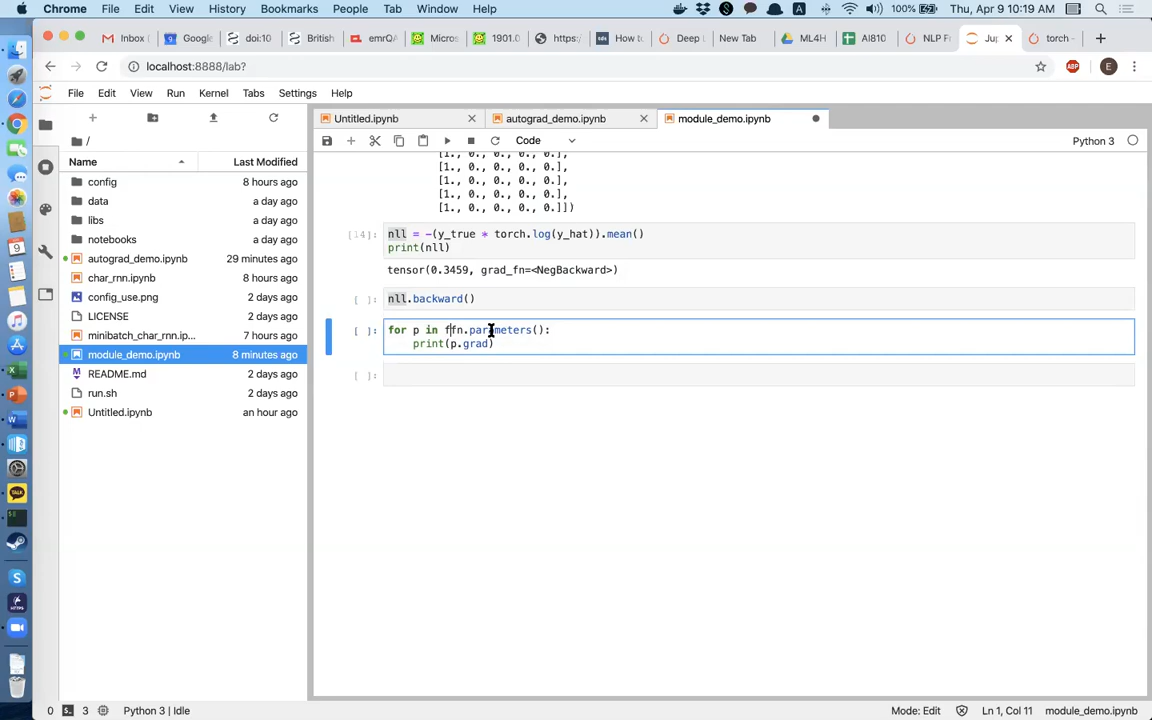 Chrome File Edit View History Bookmarks People Tab Window Help 100% Thu, Apr 9 10:19 AM
Inbox ( Google doi:10 British emrQA Micros 1901.0 https: How to Deep L New Tab ML4H AI810 NLP F Jup torch -
localhost:8888/lab?
File Edit View Run Kernel Tabs Settings Help
Untitled.ipynb autograd_demo.ipynb module_demo.ipynb
/
Code Python 3
Name Last Modified
config 8 hours ago
data a day ago
libs a day ago
notebooks a day ago
autograd_demo.ipynb 29 minutes ago
char_rnn.ipynb 8 hours ago
config_use.png 2 days ago
LICENSE 2 days ago
minibatch_char_rnn.ip... 7 hours ago
module_demo.ipynb 8 minutes ago
README.md 2 days ago
run.sh 2 days ago
Untitled.ipynb an hour ago
[1., 0., 0., 0., 0.],
[1., 0., 0., 0., 0.],
[1., 0., 0., 0., 0.],
[1., 0., 0., 0., 0.],
[1., 0., 0., 0., 0.]])
[14]: nll = -(y_true * torch.log(y_hat)).mean()
print(nll)
tensor(0.3459, grad_fn=<NegBackward>)
[ ]: nll.backward()
[ ]: for p in ffn.parameters():
print(p.grad)
[ ]:
0 3 Python 3 | Idle Mode: Edit Ln 1, Col 11 module_demo.ipynb